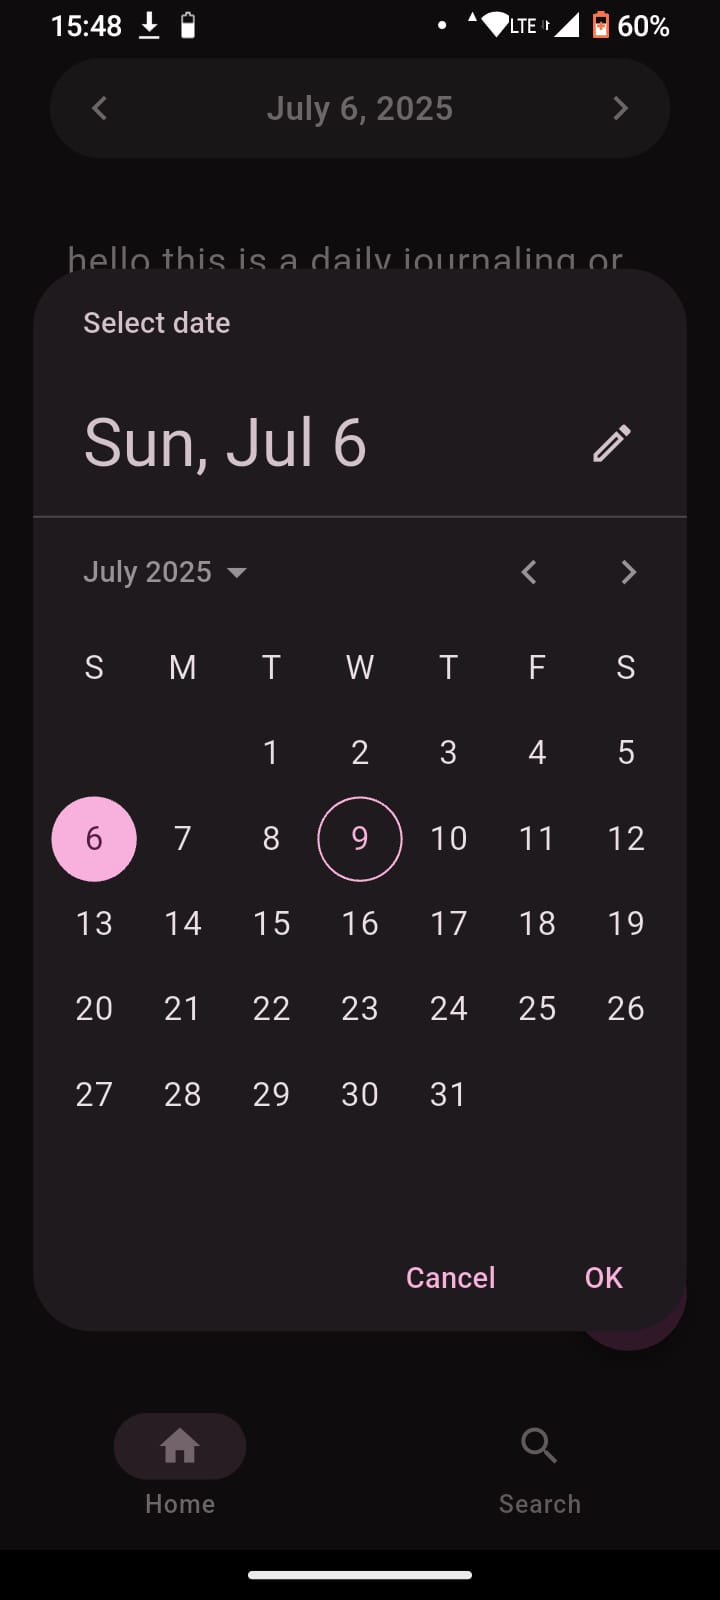 15:48 LTE 60%
July 6, 2025
hello this is a daily journaling or
Select date
Sun, Jul 6
July 2025
S M T W T F S
1 2 3 4 5
6 7 8 9 10 11 12
13 14 15 16 17 18 19
20 21 22 23 24 25 26
27 28 29 30 31
Cancel OK
Home Search